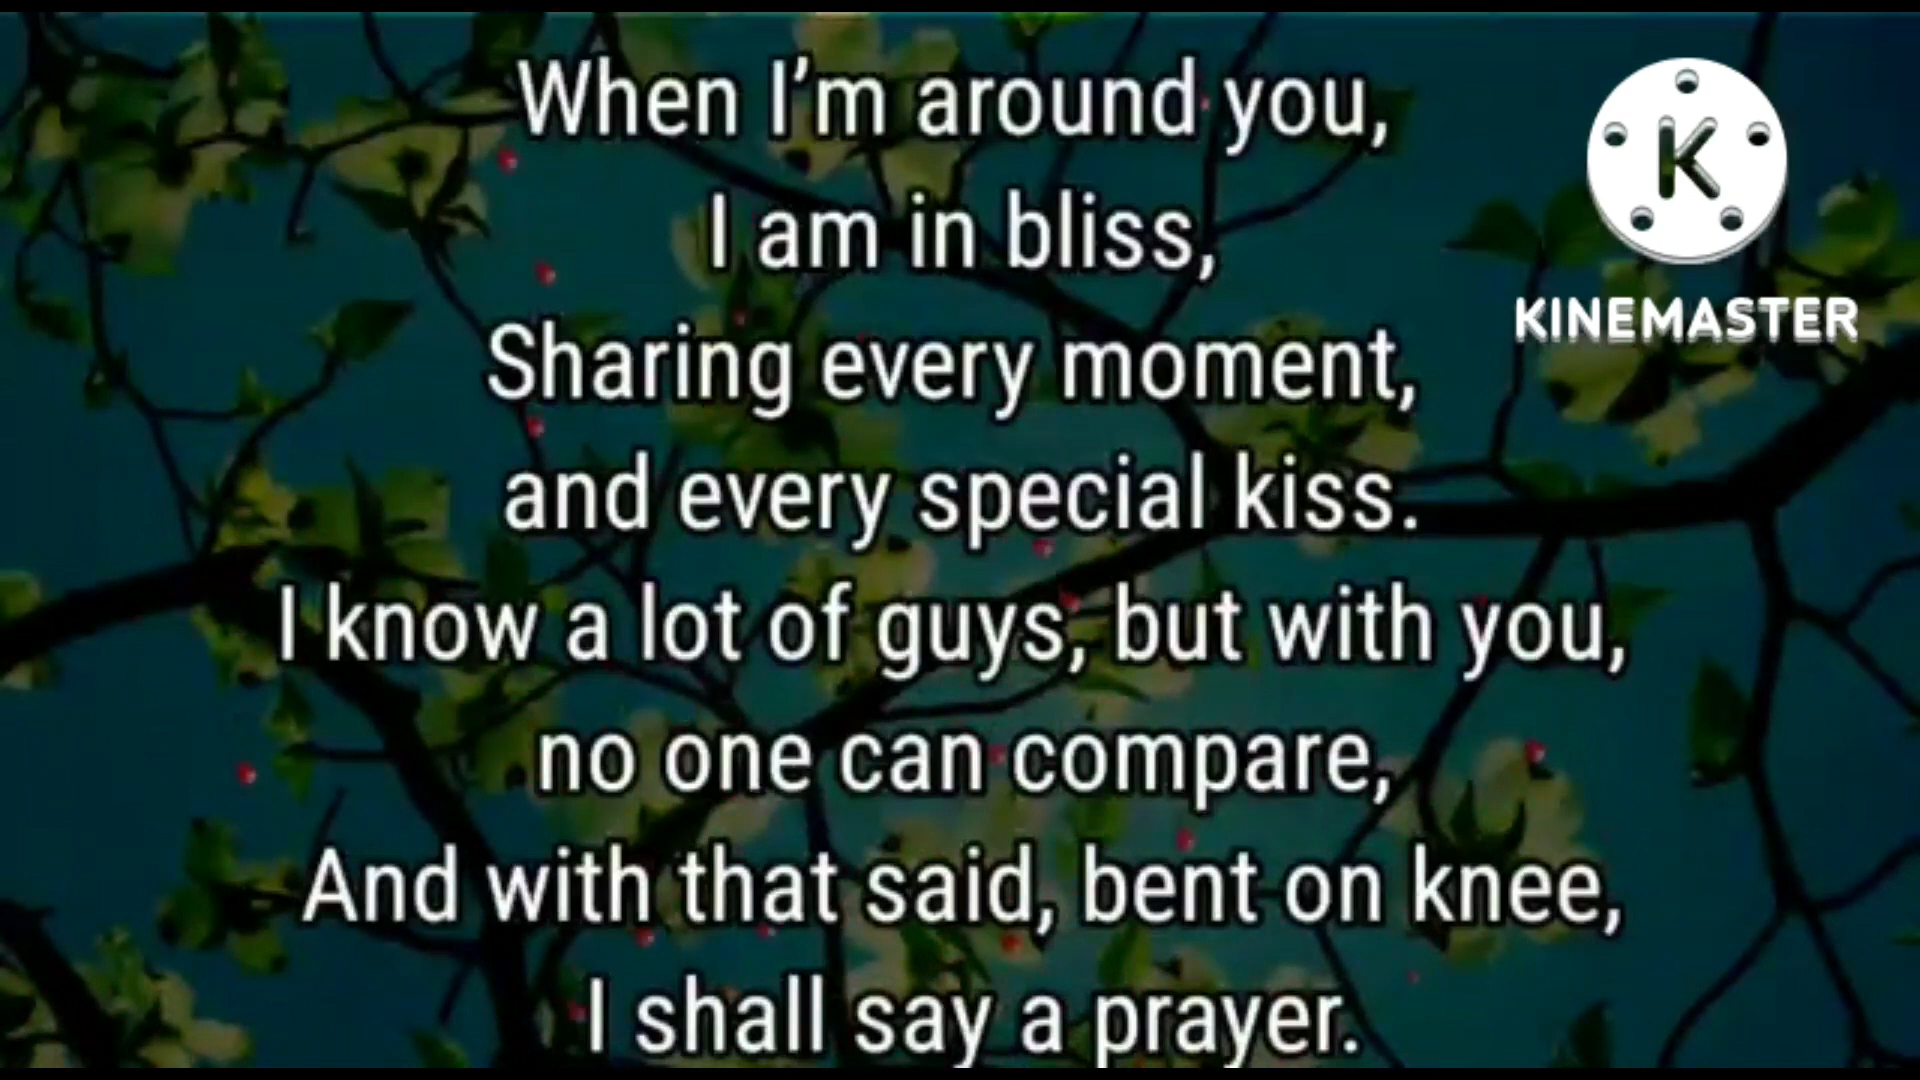 When I’m around you,
I am in bliss,
Sharing every moment,
and every special kiss.
I know a lot of guys, but with you,
no one can compare,
And with that said, bent on knee,
I shall say a prayer.
K
KINEMASTER